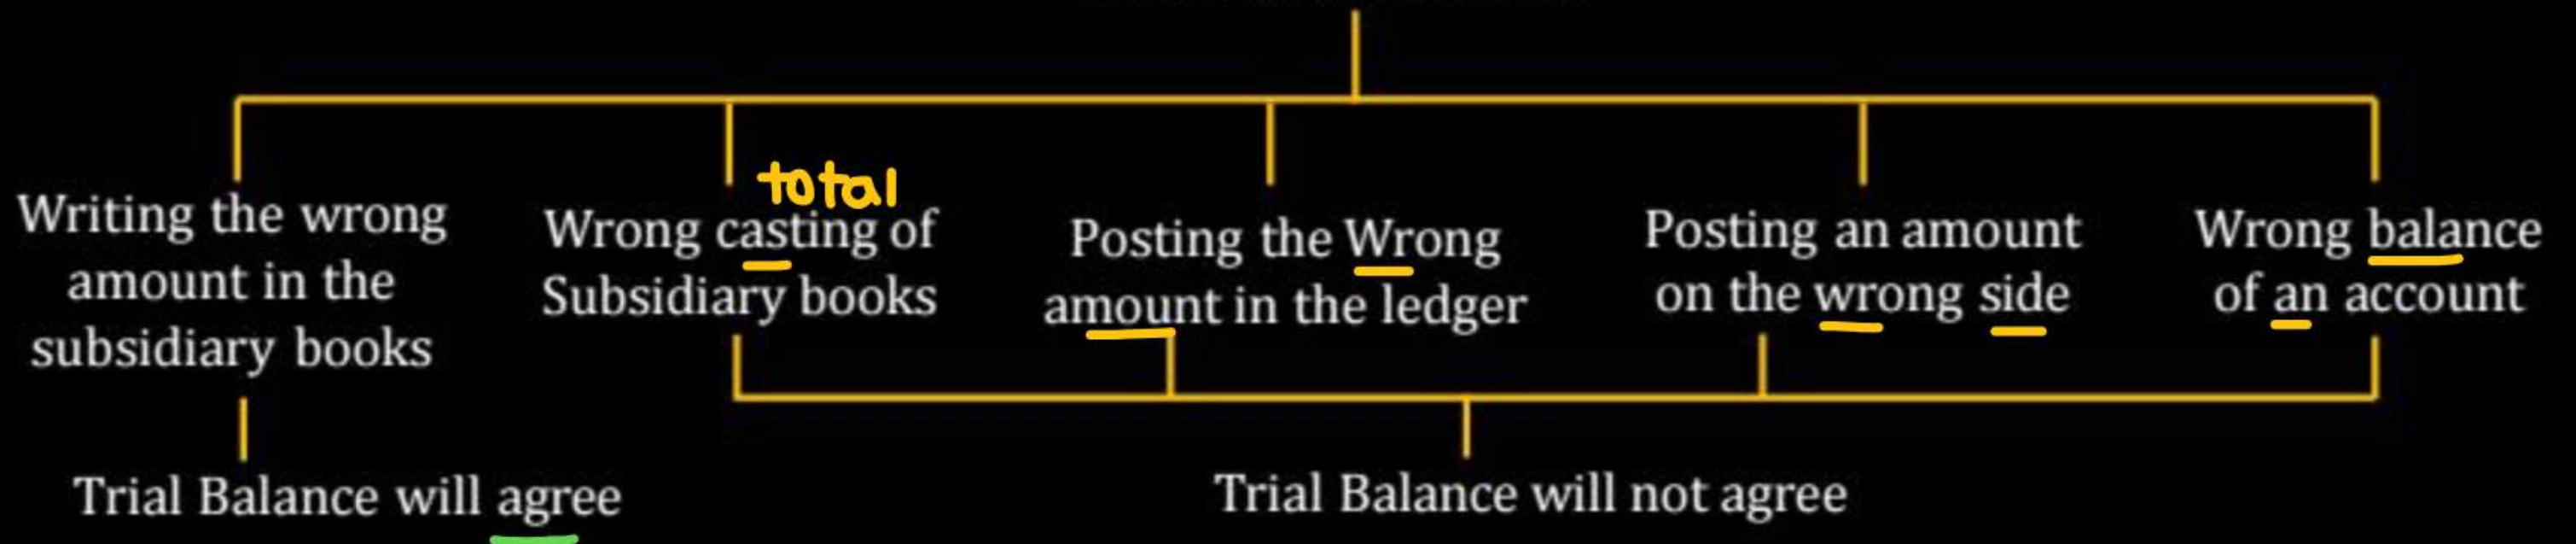 Writing the wrong
amount in the
subsidiary books
total
Wrong casting of
Subsidiary books
Posting the Wrong
amount in the ledger
Posting an amount
on the wrong side
Wrong balance
of an account
Trial Balance will agree
Trial Balance will not agree